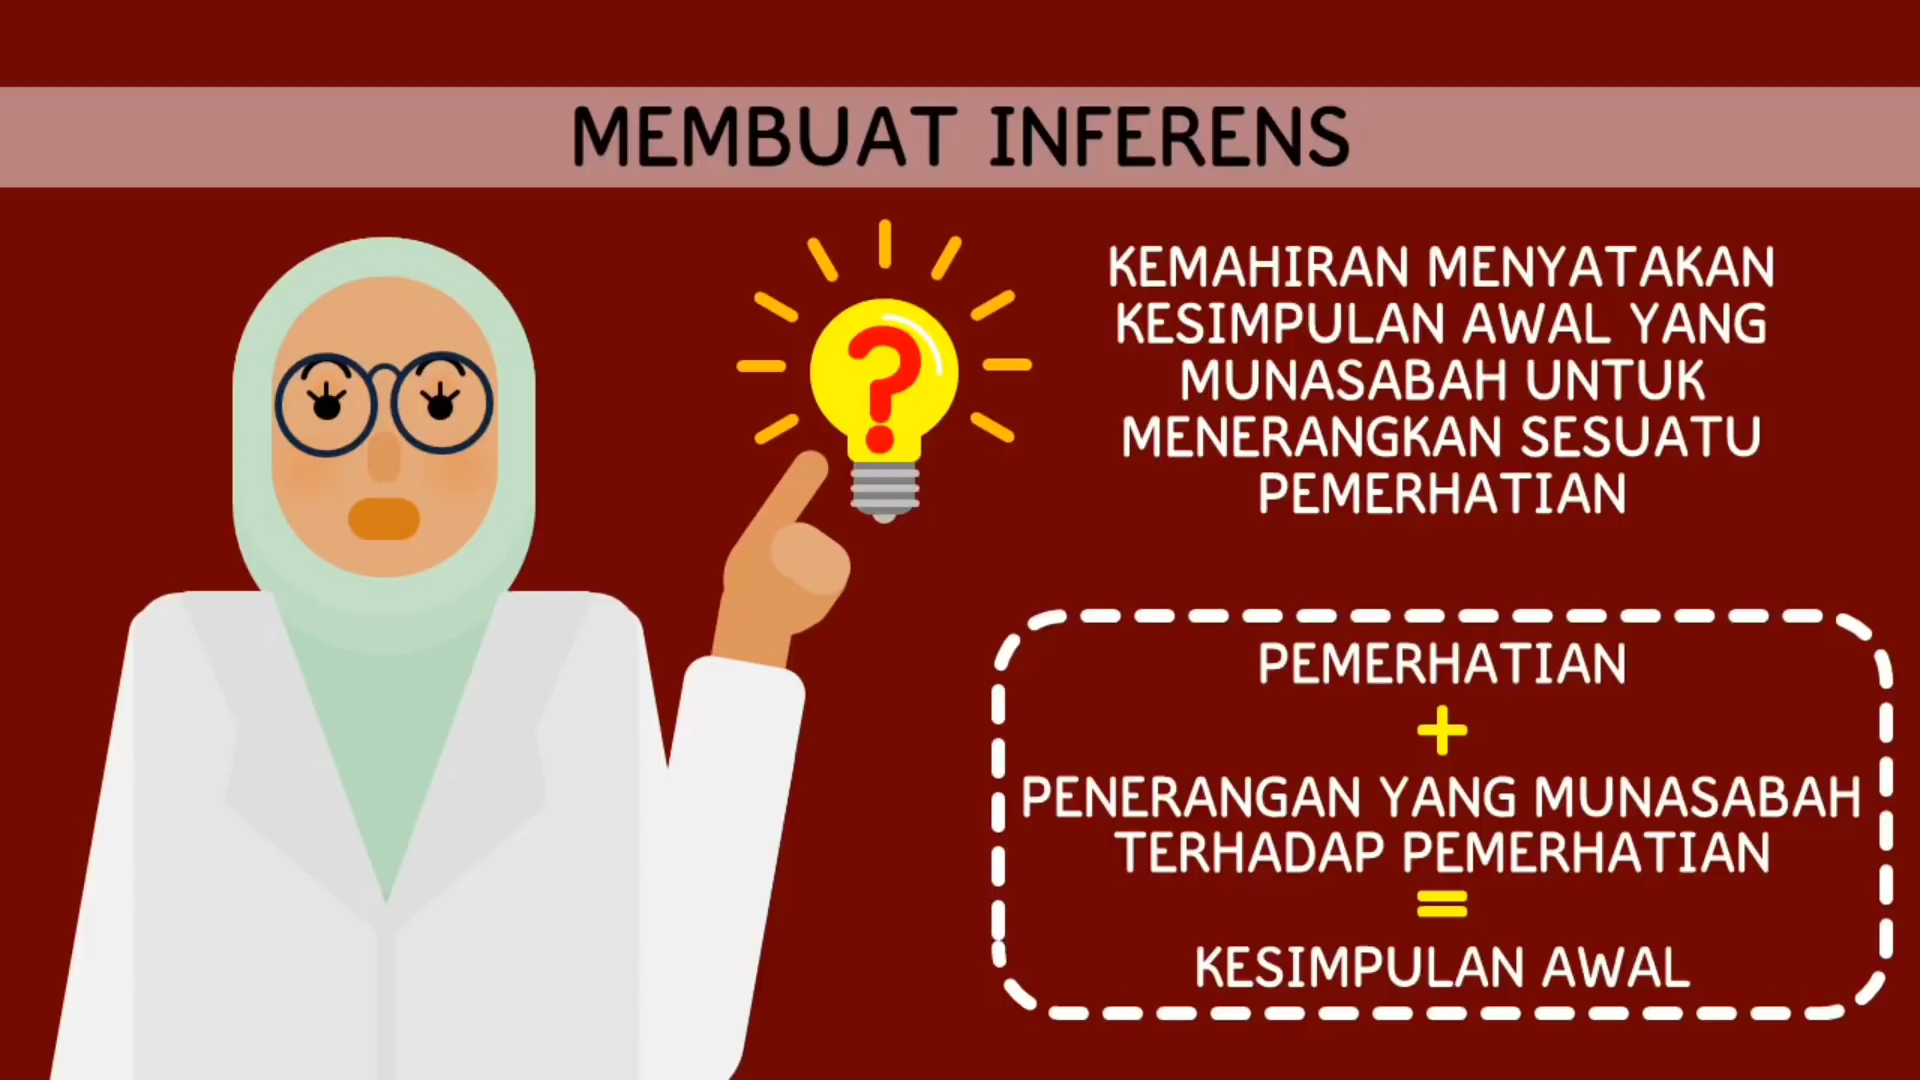 MEMBUAT INFERENS
KEMAHIRAN MENYATAKAN
KESIMPULAN AWAL YANG
MUNASABAH UNTUK
MENERANGKAN SESUATU
PEMERHATIAN
?
PEMERHATIAN
+
PENERANGAN YANG MUNASABAH
TERHADAP PEMERHATIAN
=
KESIMPULAN AWAL